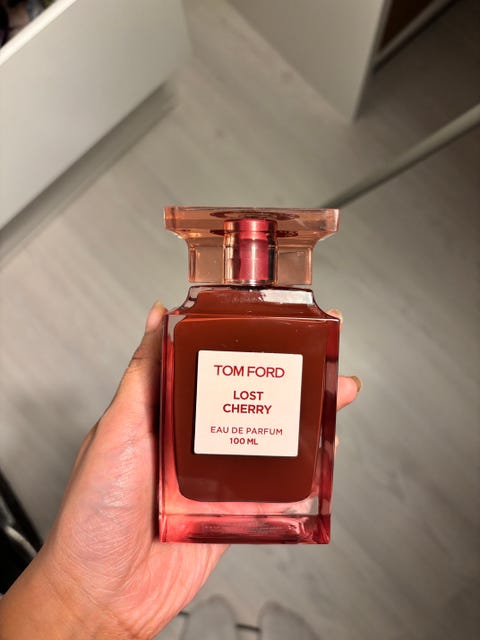 TOM FORD
LOST
CHERRY
EAU DE PARFUM
100 ML